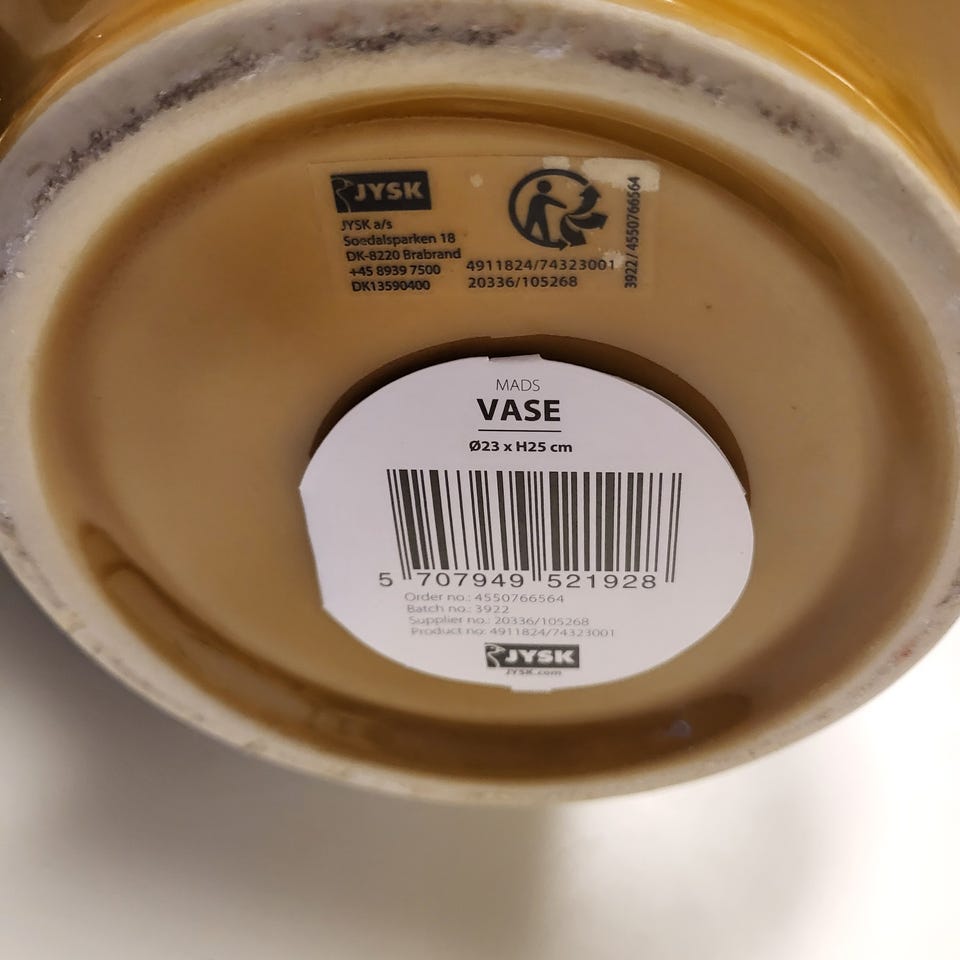 JYSK
JYSK a/s
Soedalsparken 18
DK-8220 Brabrand
+45 8939 7500
DK13590400
4911824/74323001
20336/105268
3922/4550766564
MADS
VASE
Ø23 x H25 cm
5 707949 521928
Order no.: 4550766564
Batch no.: 3922
Supplier no.: 20336/105268
Product no: 4911824/74323001
JYSK
JYSK.com